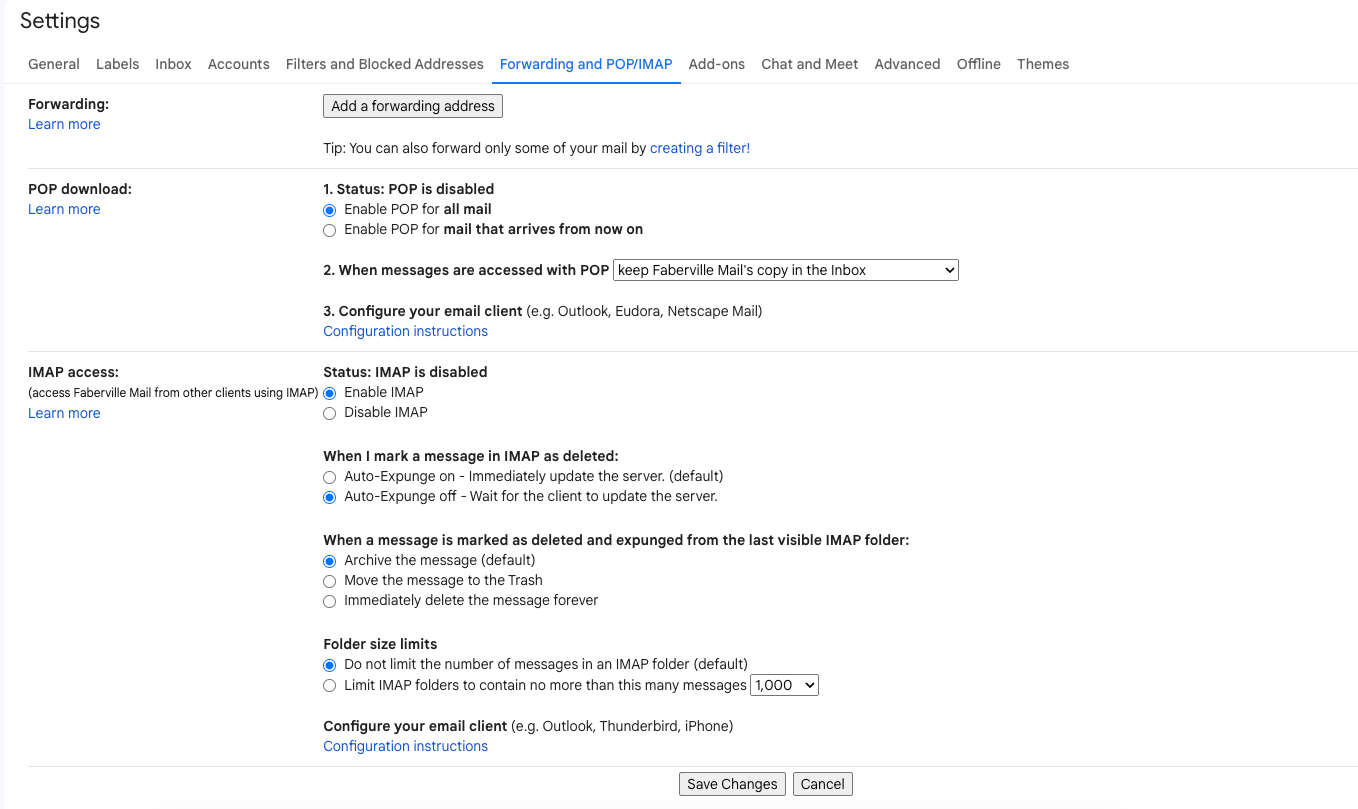 Settings
General Labels Inbox Accounts Filters and Blocked Addresses Forwarding and POP/IMAP Add-ons Chat and Meet Advanced Offline Themes
Forwarding:
Learn more
Add a forwarding address
Tip: You can also forward only some of your mail by creating a filter!
POP download:
Learn more
1. Status: POP is disabled
Enable POP for all mail
Enable POP for mail that arrives from now on
2. When messages are accessed with POP keep Faberville Mail's copy in the Inbox
3. Configure your email client (e.g. Outlook, Eudora, Netscape Mail)
Configuration instructions
IMAP access:
(access Faberville Mail from other clients using IMAP)
Learn more
Status: IMAP is disabled
Enable IMAP
Disable IMAP
When I mark a message in IMAP as deleted:
Auto-Expunge on - Immediately update the server. (default)
Auto-Expunge off - Wait for the client to update the server.
When a message is marked as deleted and expunged from the last visible IMAP folder:
Archive the message (default)
Move the message to the Trash
Immediately delete the message forever
Folder size limits
Do not limit the number of messages in an IMAP folder (default)
Limit IMAP folders to contain no more than this many messages 1,000
Configure your email client (e.g. Outlook, Thunderbird, iPhone)
Configuration instructions
Save Changes Cancel